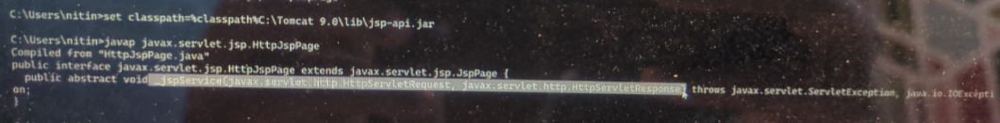 C:\Users\nitin>set classpath=%classpath%C:\Tomcat 9.0\lib\jsp-api.jar
C:\Users\nitin>javap javax.servlet.jsp.HttpJspPage
Compiled from "HttpJspPage.java"
public interface javax.servlet.jsp.HttpJspPage extends javax.servlet.jsp.JspPage {
public abstract void _jspService(javax.servlet.http.HttpServletRequest, javax.servlet.http.HttpServletResponse) throws javax.servlet.ServletException, java.io.IOExcepti
on;
}